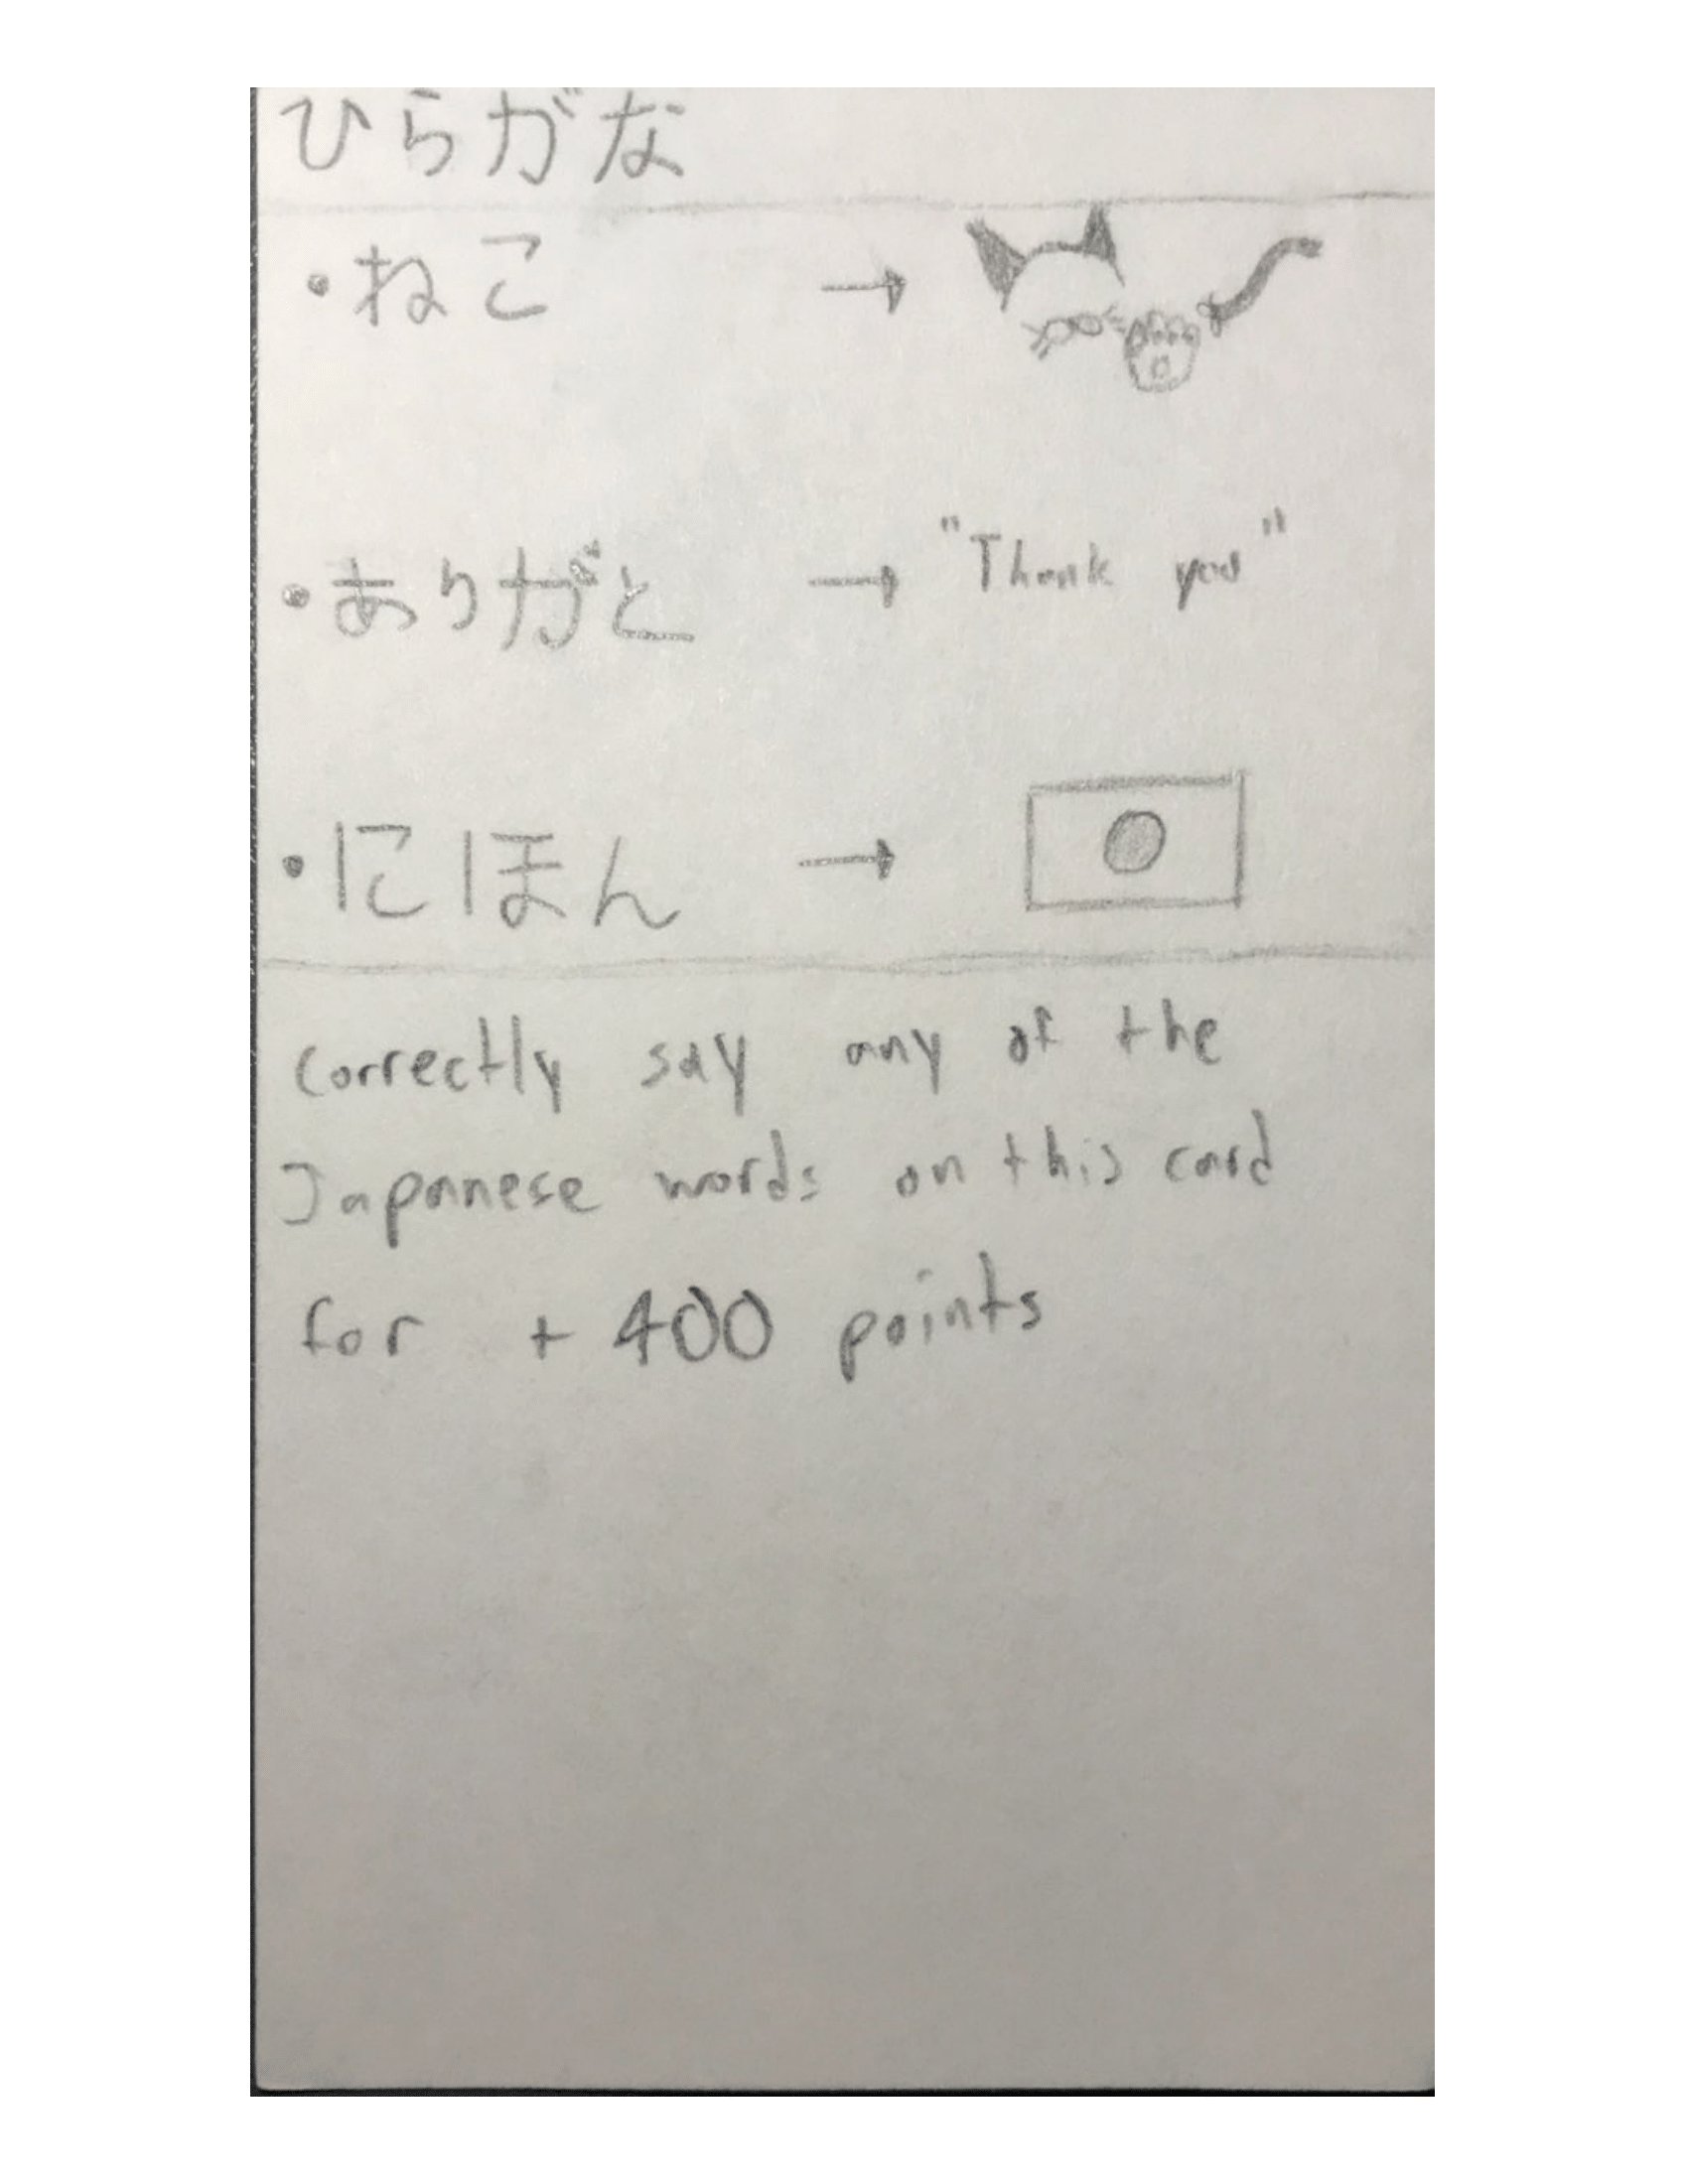 ひらがな
・ねこ →
・ありがと → "Thank you"
・にほん →
Correctly say any of the
Japanese words on this card
for + 400 points